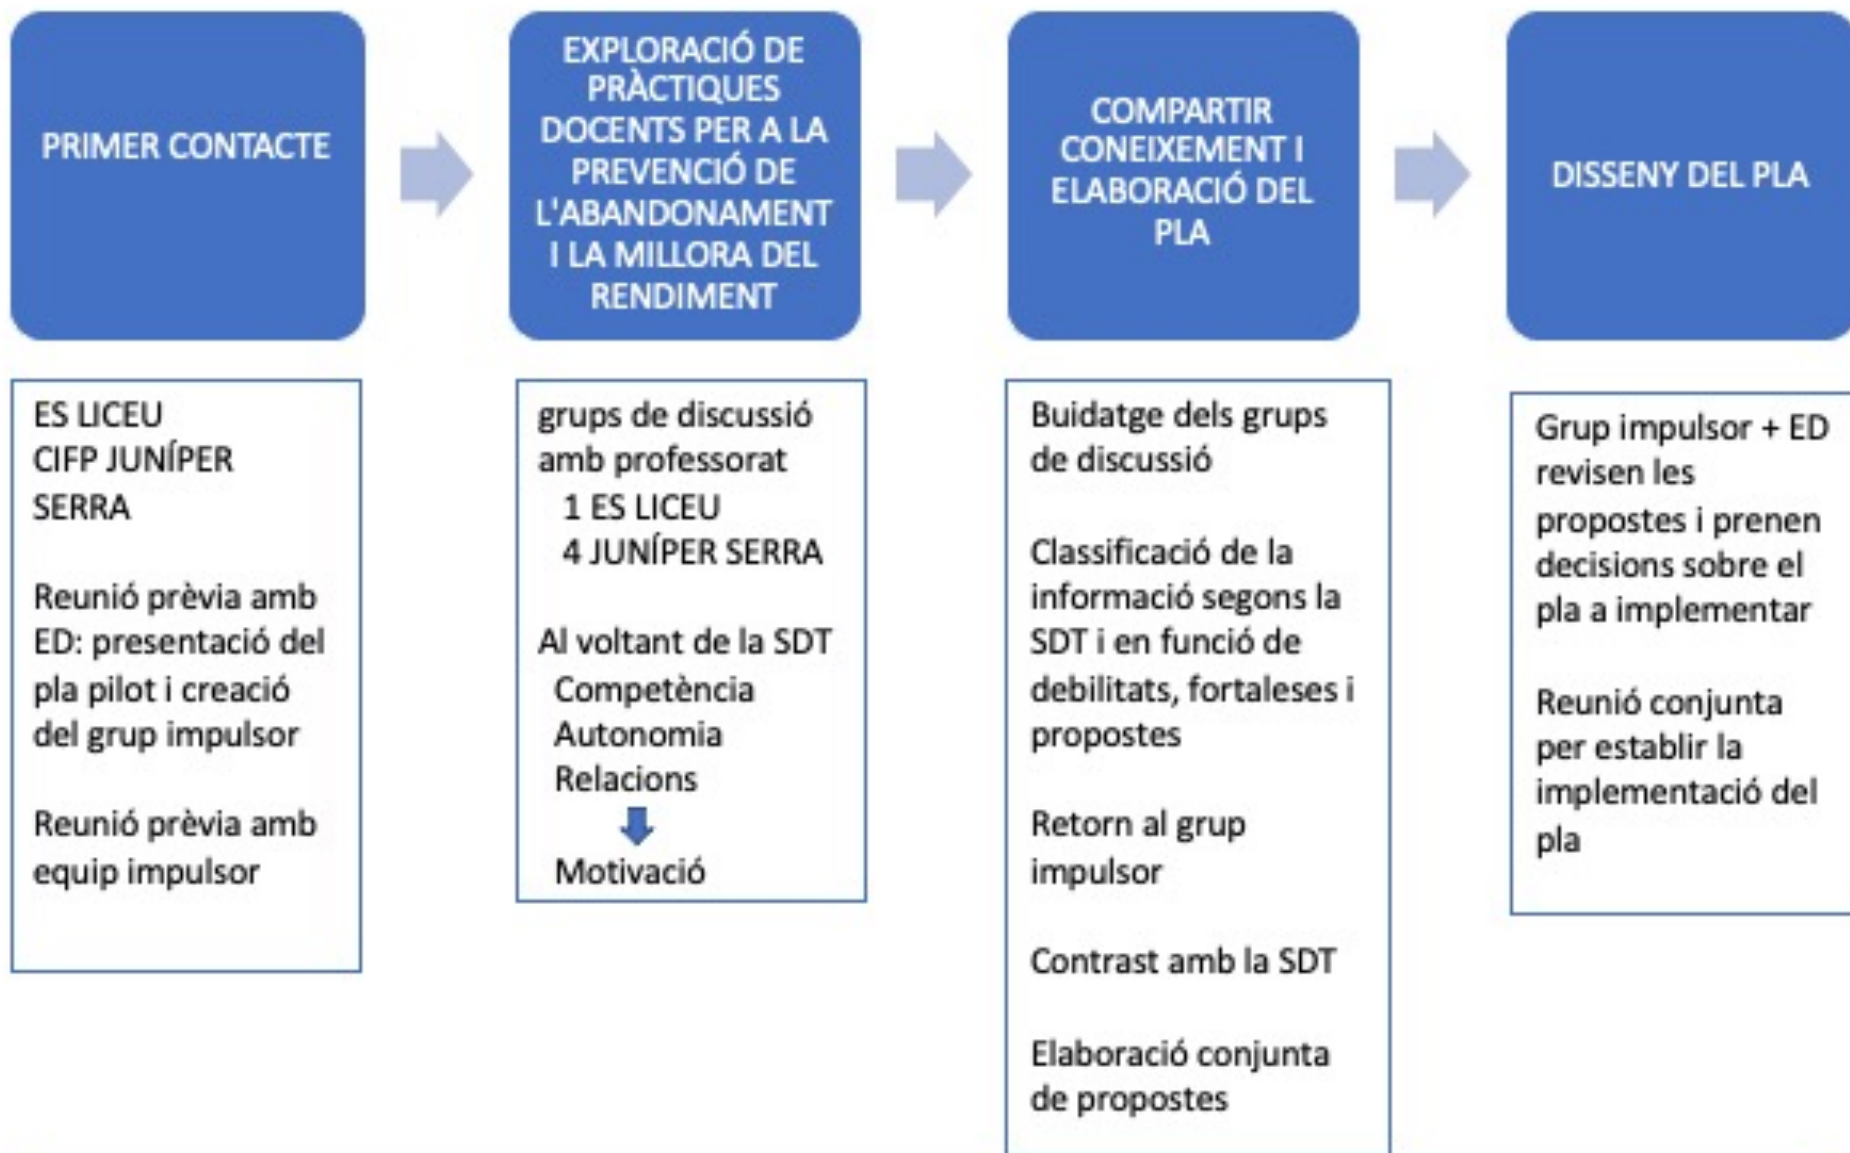 PRIMER CONTACTE
EXPLORACIÓ DE
PRÀCTIQUES
DOCENTS PER A LA
PREVENCIÓ DE
L'ABANDONAMENT
I LA MILLORA DEL
RENDIMENT
COMPARTIR
CONEIXEMENT I
ELABORACIÓ DEL
PLA
DISSENY DEL PLA
ES LICEU
CIFP JUNÍPER
SERRA
Reunió prèvia amb
ED: presentació del
pla pilot i creació
del grup impulsor
Reunió prèvia amb
equip impulsor
grups de discussió
amb professorat
1 ES LICEU
4 JUNÍPER SERRA
Al voltant de la SDT
Competència
Autonomia
Relacions
Motivació
Buidatge dels grups
de discussió
Classificació de la
informació segons la
SDT i en funció de
debilitats, fortaleses i
propostes
Retorn al grup
impulsor
Contrast amb la SDT
Elaboració conjunta
de propostes
Grup impulsor + ED
revisen les
propostes i prenen
decisions sobre el
pla a implementar
Reunió conjunta
per establir la
implementació del
pla